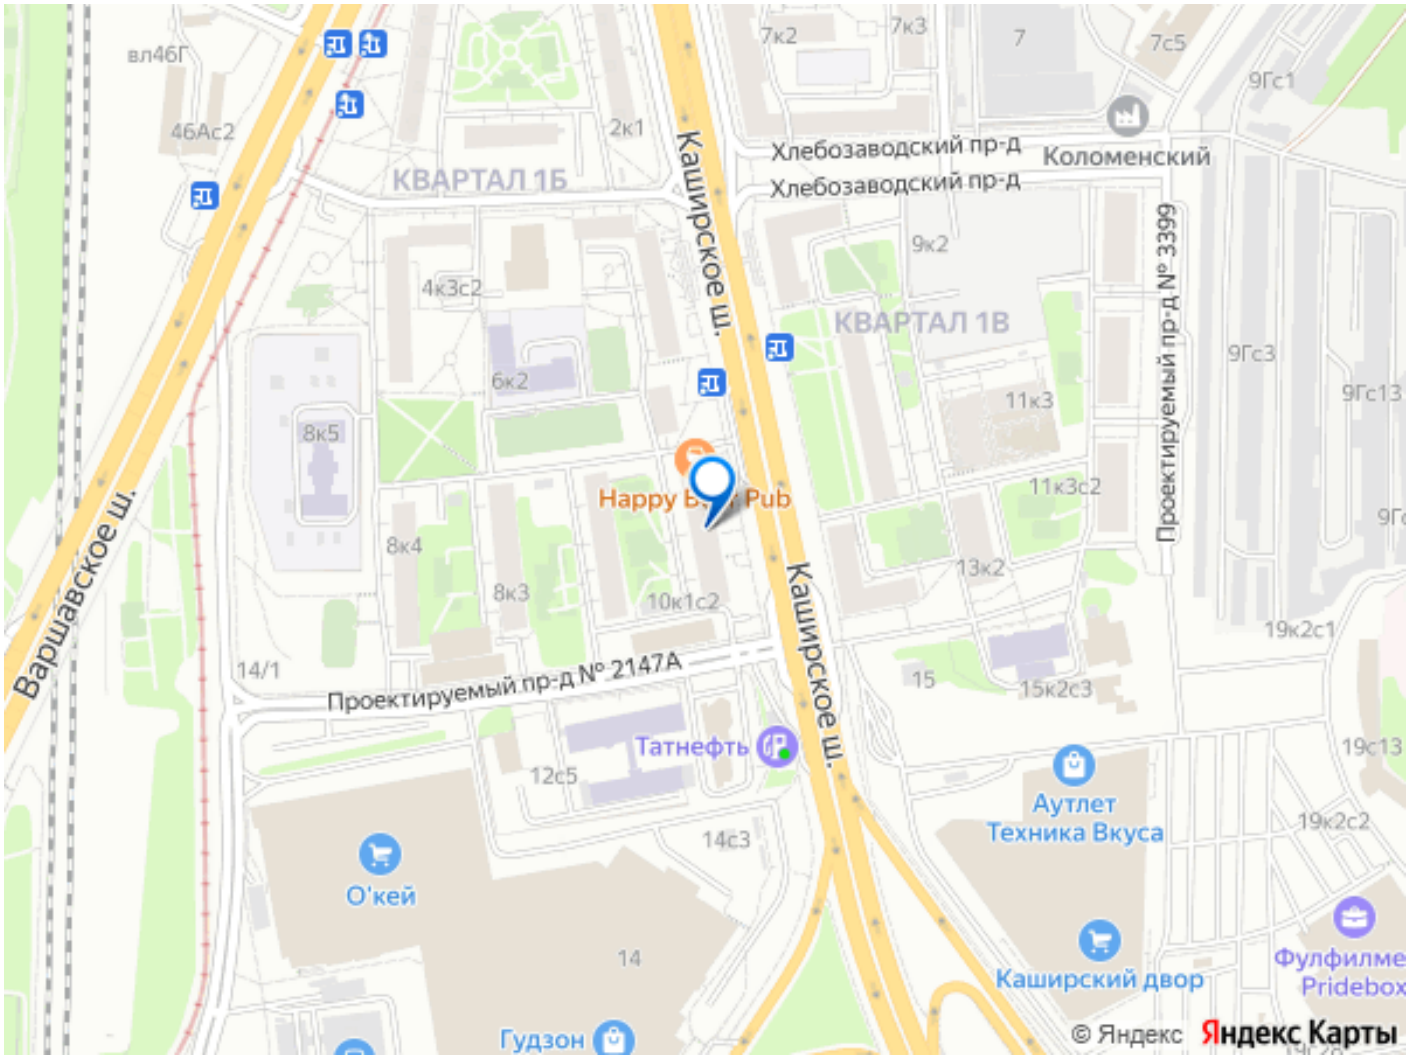 7к2
7к3
7
7с5
вл46Г
9Гс1
46Ас2
2к1
Каширское ш.
Хлебозаводский пр-д
Коломенский
КВАРТАЛ 1Б
Хлебозаводский пр-д
9к2
Проектируемый пр-д № 3399
4к3с2
КВАРТАЛ 1В
9Гс3
6к2
9Гс13
11к3
8к5
Happy B Pub
11к3с2
Варшавское ш.
8к4
13к2
Каширское ш.
8к3
10к1с2
19к2с1
14/1
Проектируемый пр-д № 2147А
15
15к2с3
Татнефть
19с13
12с5
Аутлет
Техника Вкуса
19к2с2
14с3
О'кей
14
Каширский двор
Фулфилме
Pridebox
Гудзон
© Яндекс Яндекс Карты